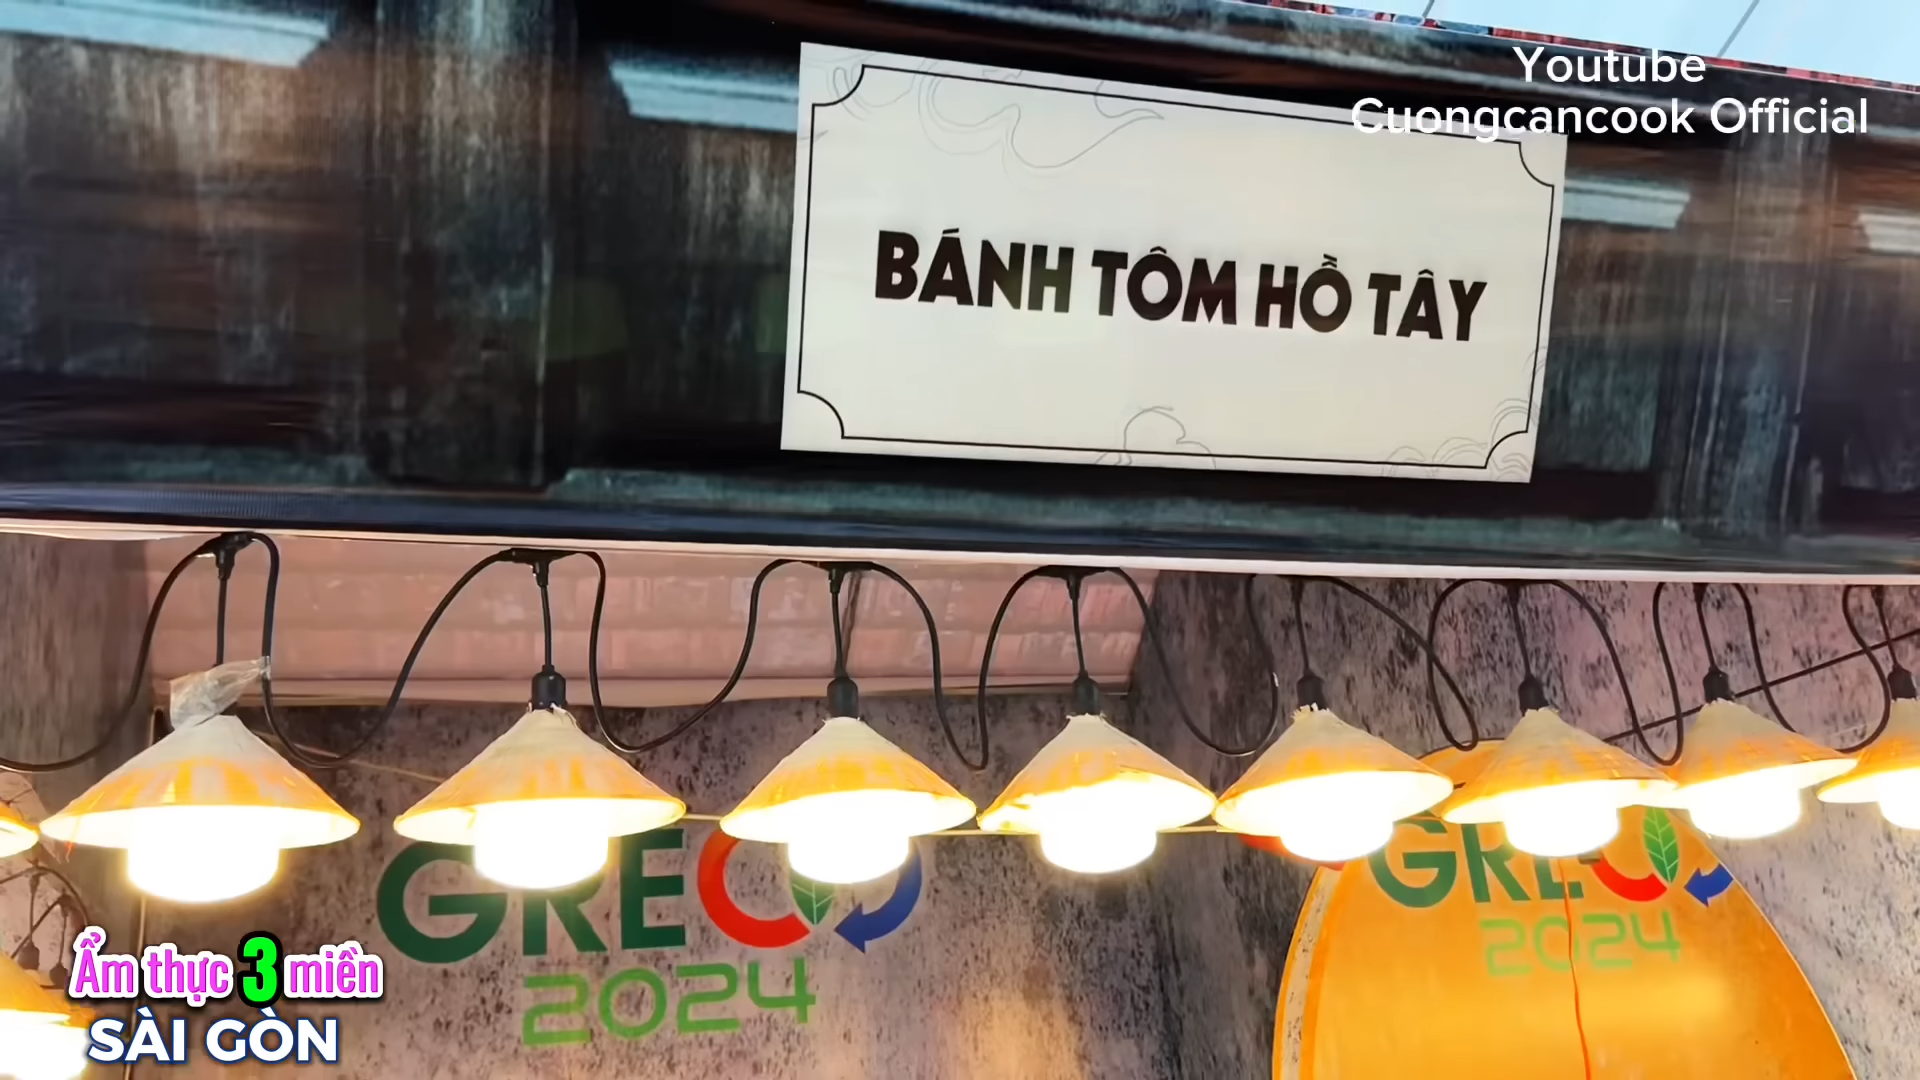 Youtube
Cuongcancook Official
BÁNH TÔM HỒ TÂY
GRECO
2024
GRECO
2024
Ẩm thực 3 miền
SÀI GÒN